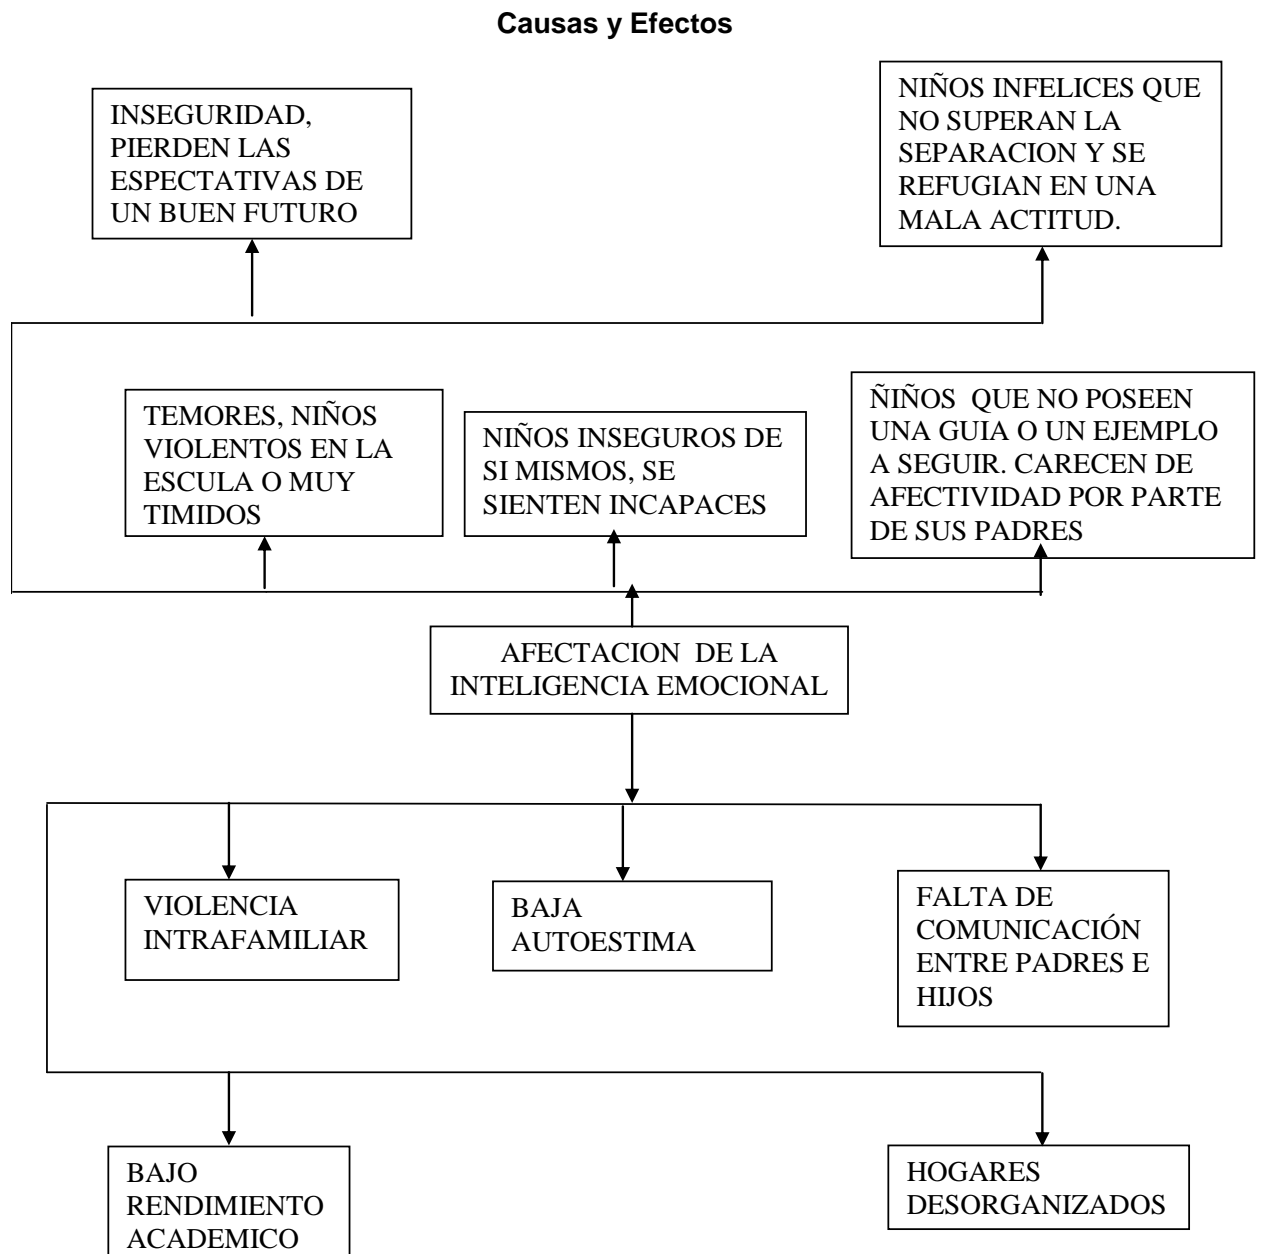 Causas y Efectos
INSEGURIDAD,
PIERDEN LAS
ESPECTATIVAS DE
UN BUEN FUTURO
NIÑOS INFELICES QUE
NO SUPERAN LA
SEPARACION Y SE
REFUGIAN EN UNA
MALA ACTITUD.
TEMORES, NIÑOS
VIOLENTOS EN LA
ESCULA O MUY
TIMIDOS
NIÑOS INSEGUROS DE
SI MISMOS, SE
SIENTEN INCAPACES
ÑIÑOS QUE NO POSEEN
UNA GUIA O UN EJEMPLO
A SEGUIR. CARECEN DE
AFECTIVIDAD POR PARTE
DE SUS PADRES
AFECTACION DE LA
INTELIGENCIA EMOCIONAL
VIOLENCIA
INTRAFAMILIAR
BAJA
AUTOESTIMA
FALTA DE
COMUNICACIÓN
ENTRE PADRES E
HIJOS
BAJO
RENDIMIENTO
ACADEMICO
HOGARES
DESORGANIZADOS